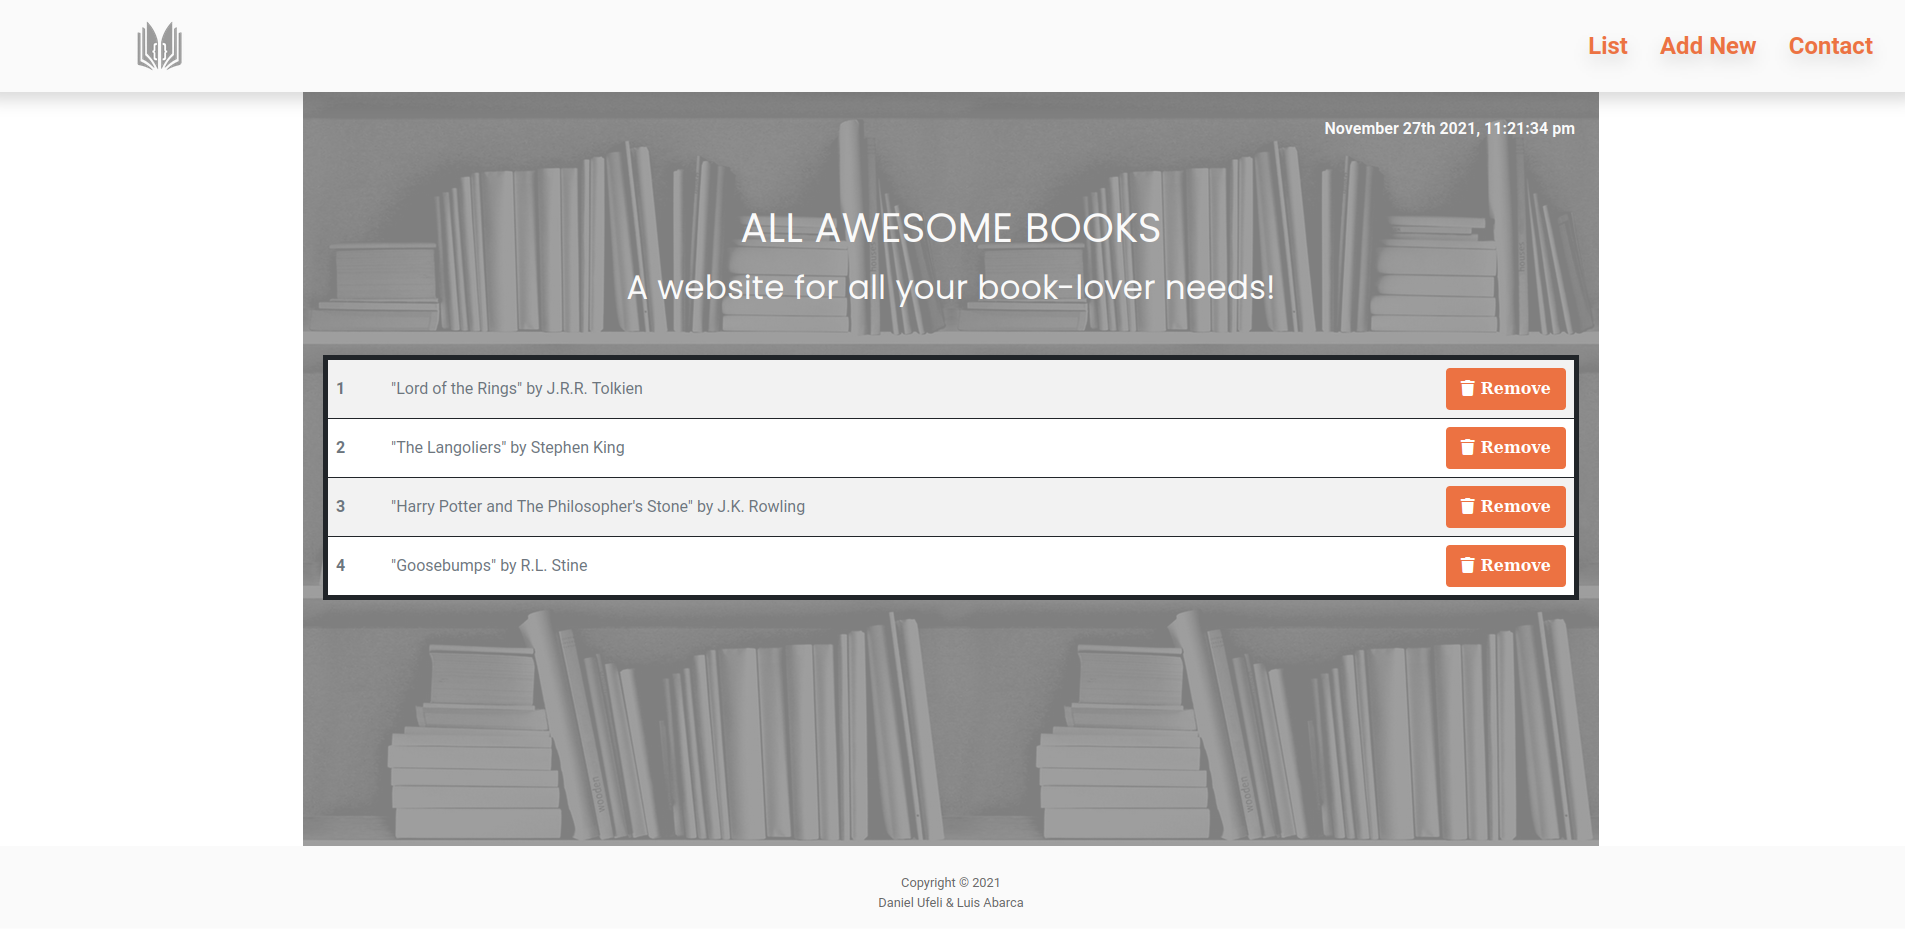 List Add New Contact
November 27th 2021, 11:21:34 pm
ALL AWESOME BOOKS
A website for all your book-lover needs!
1 "Lord of the Rings" by J.R.R. Tolkien Remove
2 "The Langoliers" by Stephen King Remove
3 "Harry Potter and The Philosopher's Stone" by J.K. Rowling Remove
4 "Goosebumps" by R.L. Stine Remove
wooden wooden
Copyright © 2021
Daniel Ufeli & Luis Abarca